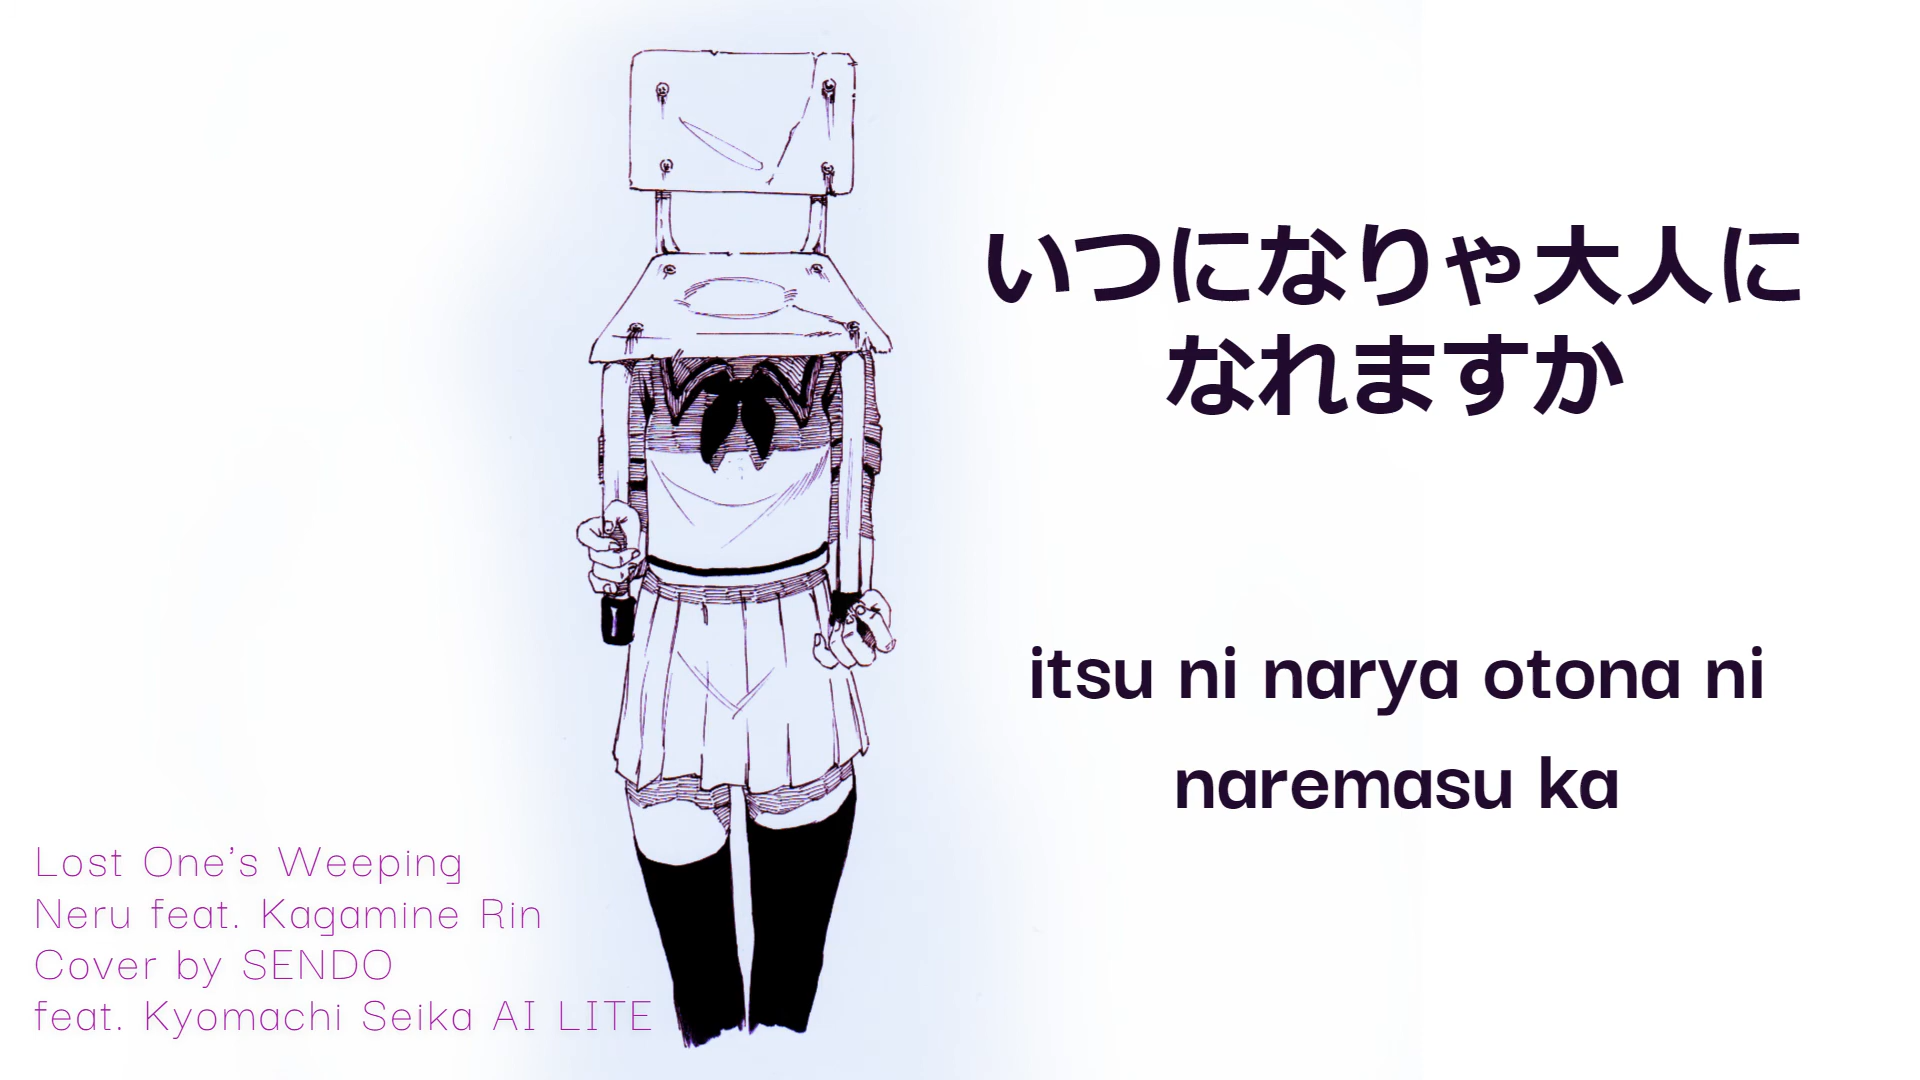 いつになりゃ大人に
なれますか
itsu ni narya otona ni
naremasu ka
Lost One's Weeping
Neru feat. Kagamine Rin
Cover by SENDO
feat. Kyomachi Seika AI LITE